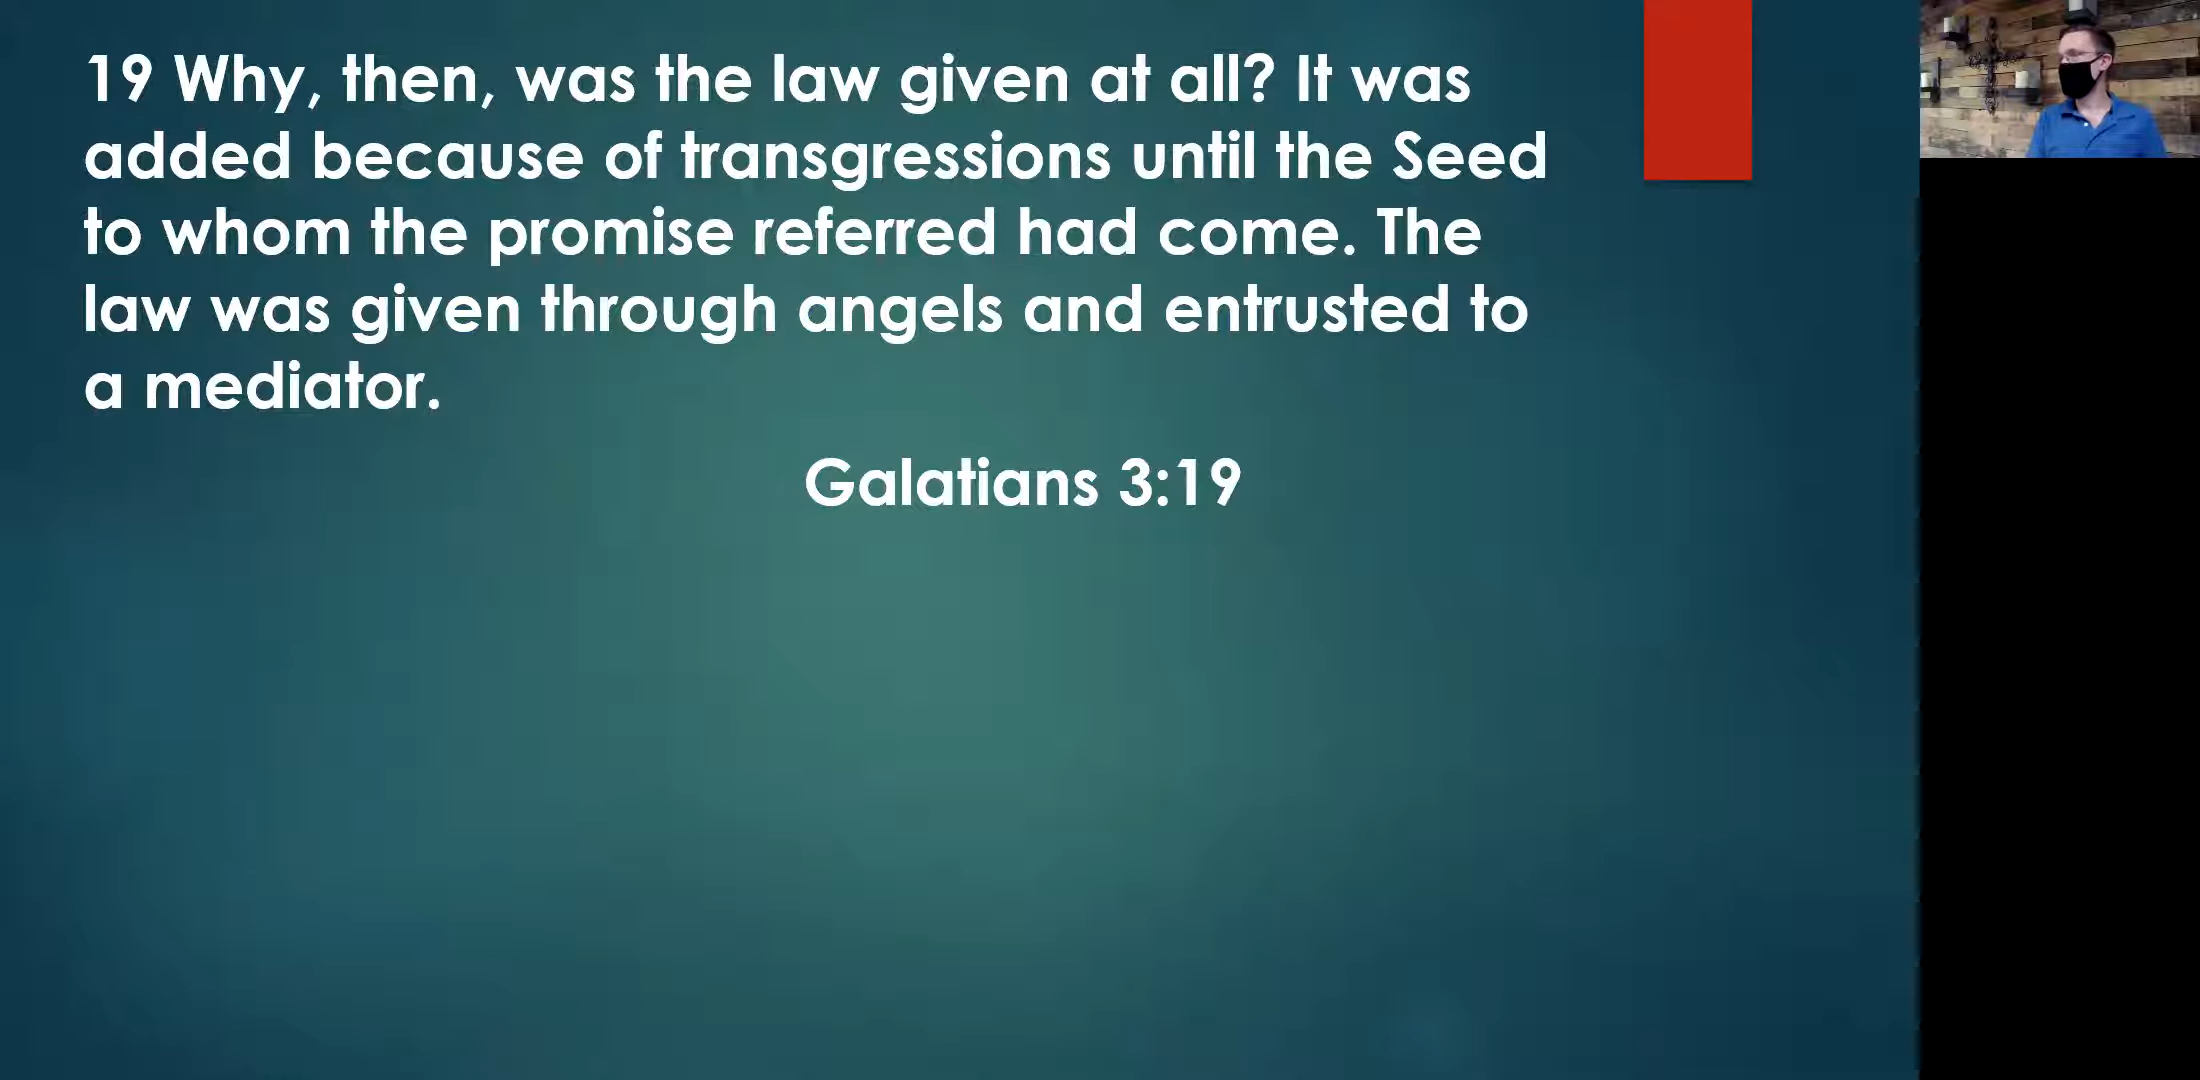 19 Why, then, was the law given at all? It was
added because of transgressions until the Seed
to whom the promise referred had come. The
law was given through angels and entrusted to
a mediator.
Galatians 3:19